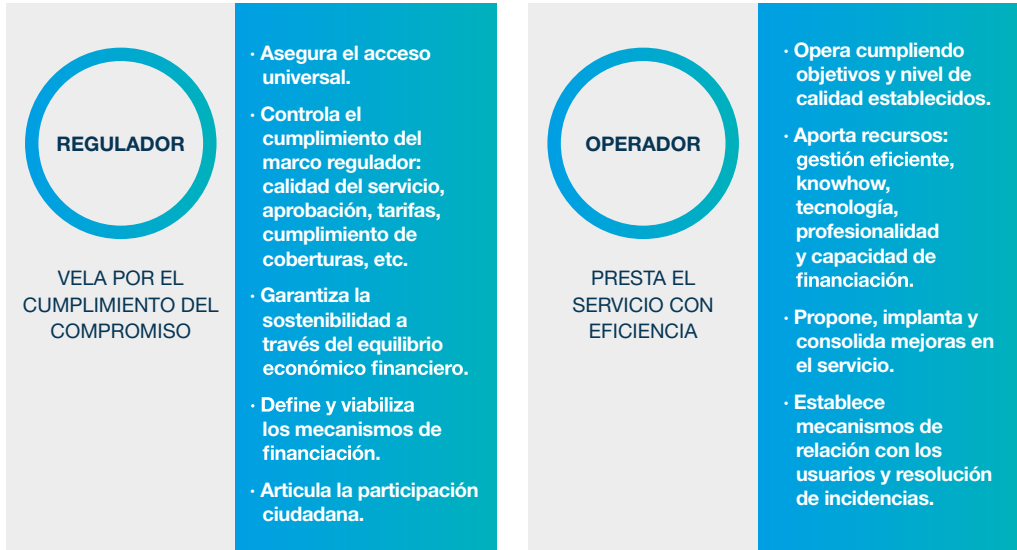 REGULADOR
VELA POR EL
CUMPLIMIENTO DEL
COMPROMISO
· Asegura el acceso
universal.
· Controla el
cumplimiento del
marco regulador:
calidad del servicio,
aprobación, tarifas,
cumplimiento de
coberturas, etc.
· Garantiza la
sostenibilidad a
través del equilibrio
económico financiero.
· Define y viabiliza
los mecanismos de
financiación.
· Articula la participación
ciudadana.
OPERADOR
PRESTA EL
SERVICIO CON
EFICIENCIA
· Opera cumpliendo
objetivos y nivel de
calidad establecidos.
· Aporta recursos:
gestión eficiente,
knowhow,
tecnología,
profesionalidad
y capacidad de
financiación.
· Propone, implanta y
consolida mejoras en
el servicio.
· Establece
mecanismos de
relación con los
usuarios y resolución
de incidencias.